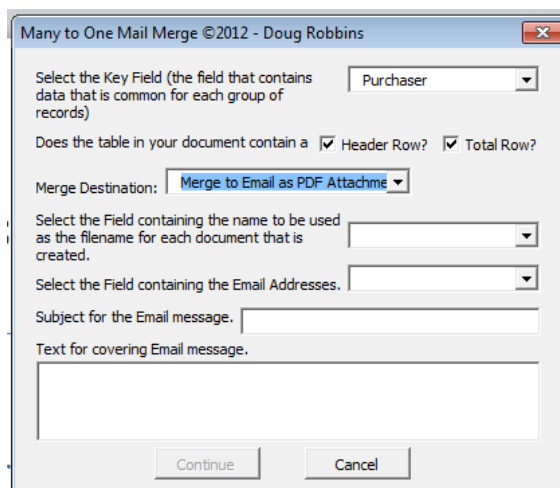 Many to One Mail Merge ©2012 - Doug Robbins
Select the Key Field (the field that contains
data that is common for each group of
records)
Purchaser
Does the table in your document contain a Header Row? Total Row?
Merge Destination: Merge to Email as PDF Attachme
Select the Field containing the name to be used
as the filename for each document that is
created.
Select the Field containing the Email Addresses.
Subject for the Email message.
Text for covering Email message.
Continue Cancel